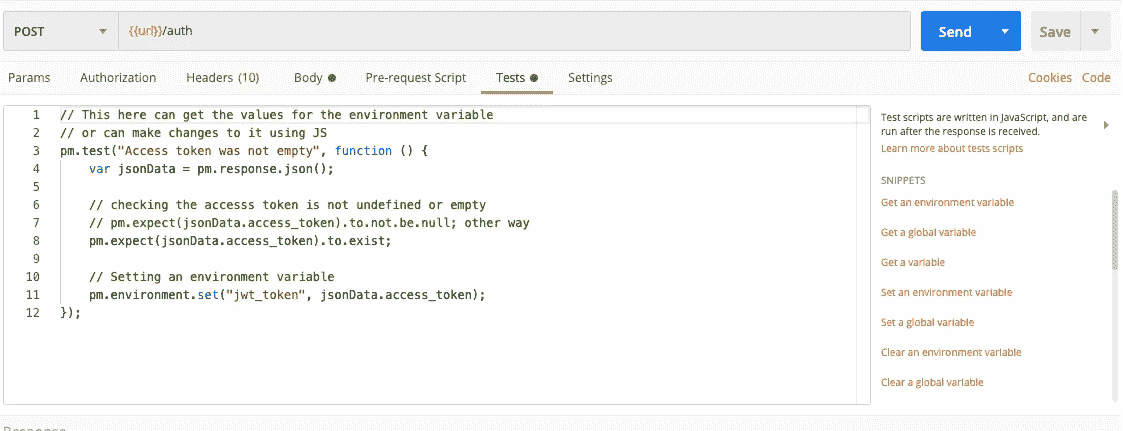 POST {{url}}/auth Send Save
Params Authorization Headers (10) Body Pre-request Script Tests Settings Cookies Code
1 // This here can get the values for the environment variable
2 // or can make changes to it using JS
3 pm.test("Access token was not empty", function () {
4 var jsonData = pm.response.json();
5
6 // checking the accesss token is not undefined or empty
7 // pm.expect(jsonData.access_token).to.not.be.null; other way
8 pm.expect(jsonData.access_token).to.exist;
9
10 // Setting an environment variable
11 pm.environment.set("jwt_token", jsonData.access_token);
12 });
Test scripts are written in JavaScript, and are
run after the response is received.
Learn more about tests scripts
SNIPPETS
Get an environment variable
Get a global variable
Get a variable
Set an environment variable
Set a global variable
Clear an environment variable
Clear a global variable
Response